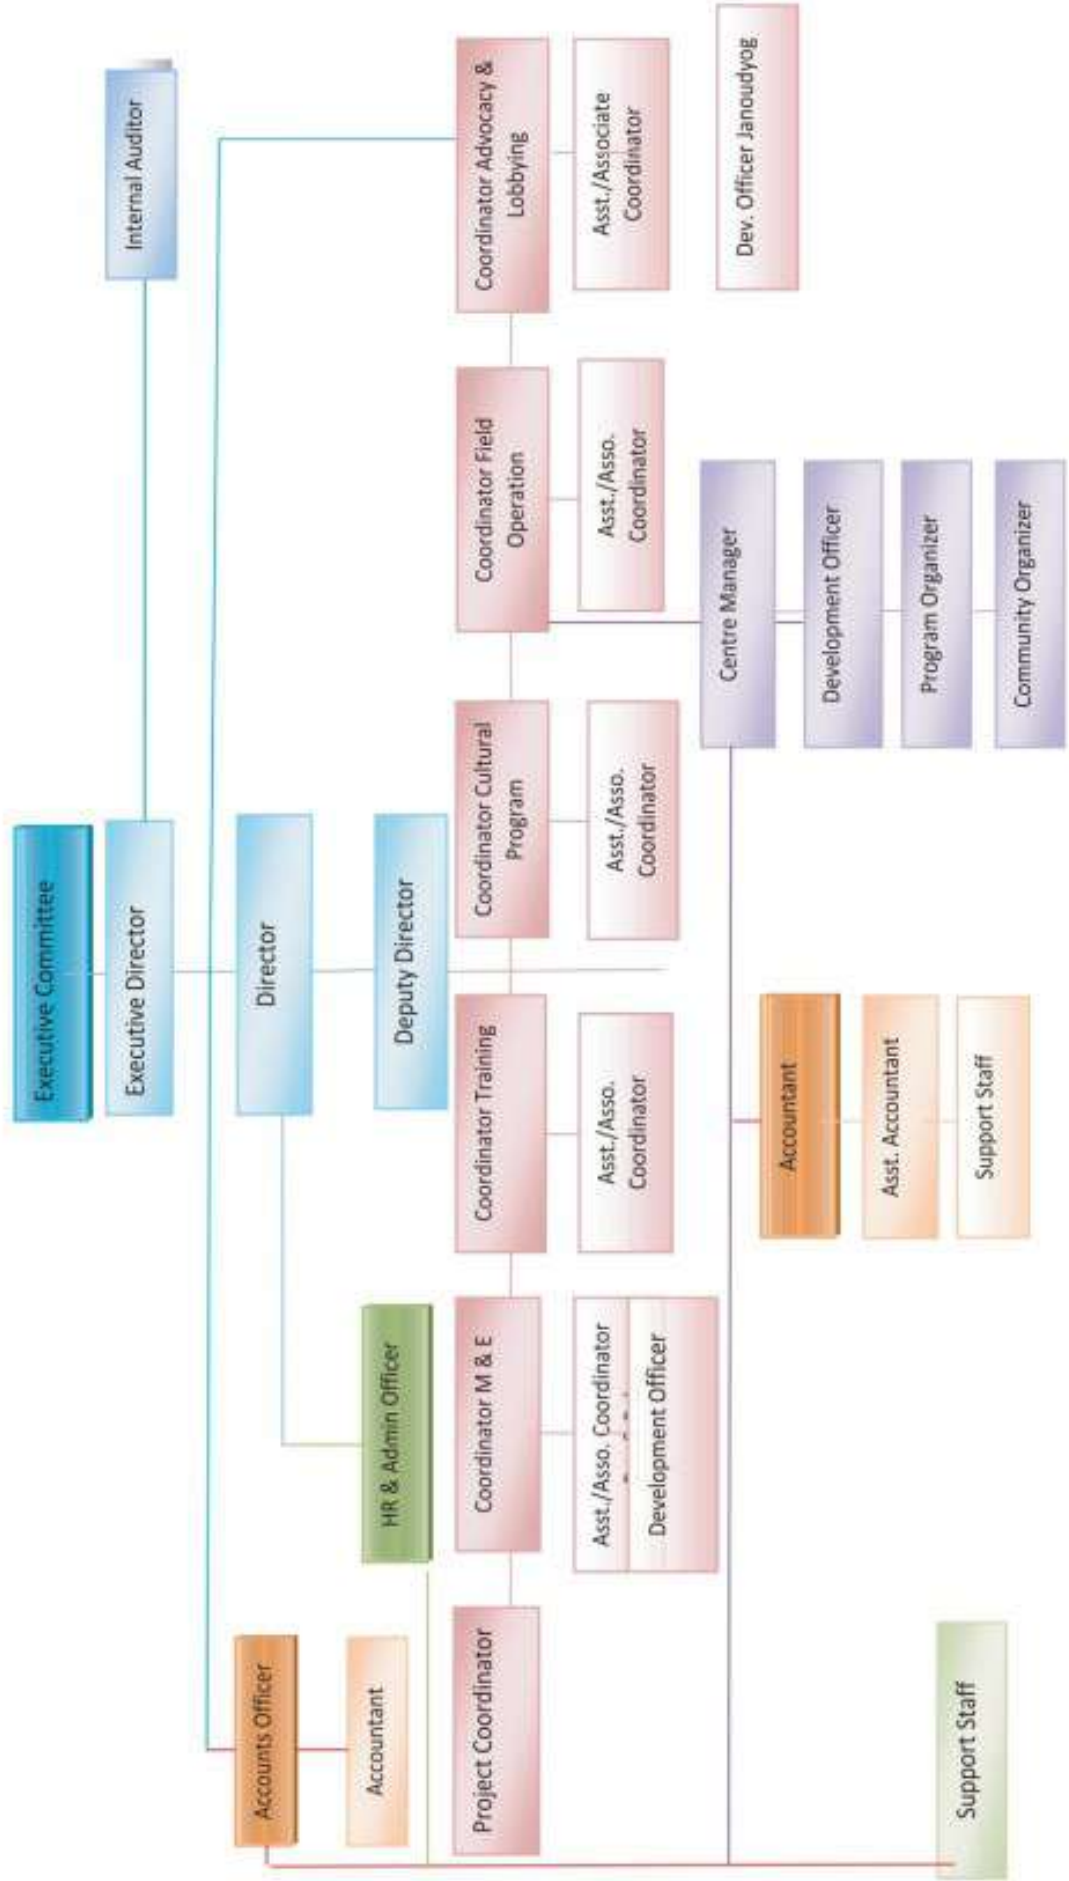 Executive Committee
Executive Director
Internal Auditor
Director
Deputy Director
Accounts Officer
Accountant
HR & Admin Officer
Project Coordinator
Coordinator M & E
Coordinator Training
Coordinator Cultural
Program
Coordinator Field
Operation
Coordinator Advocacy &
Lobbying
Asst./Asso. Coordinator
Development Officer
Asst./Asso.
Coordinator
Asst./Asso.
Coordinator
Asst./Asso.
Coordinator
Asst./Associate
Coordinator
Dev. Officer Janoudyog
Centre Manager
Development Officer
Program Organizer
Community Organizer
Accountant
Asst. Accountant
Support Staff
Support Staff